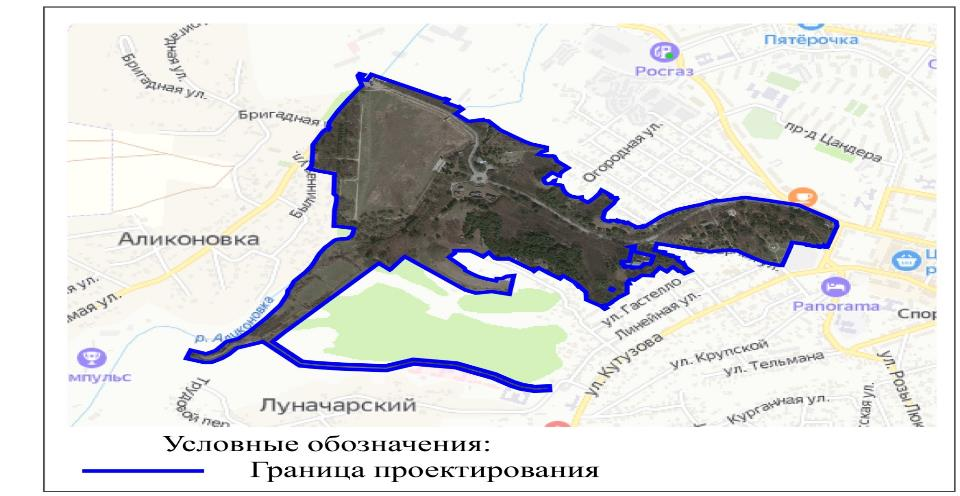 Пятёрочка
Росгаз
Бригадная ул.
Бригадная
Огородная ул.
пр-д Цандера
Аликоновка
ул.
р. Аликоновка
ул. Гастелло
Линейная ул.
Panorama
ул. Кутузова
ул. Крупской
ул. Тельмана
Луначарский
Курганная ул.
Условные обозначения:
Граница проектирования